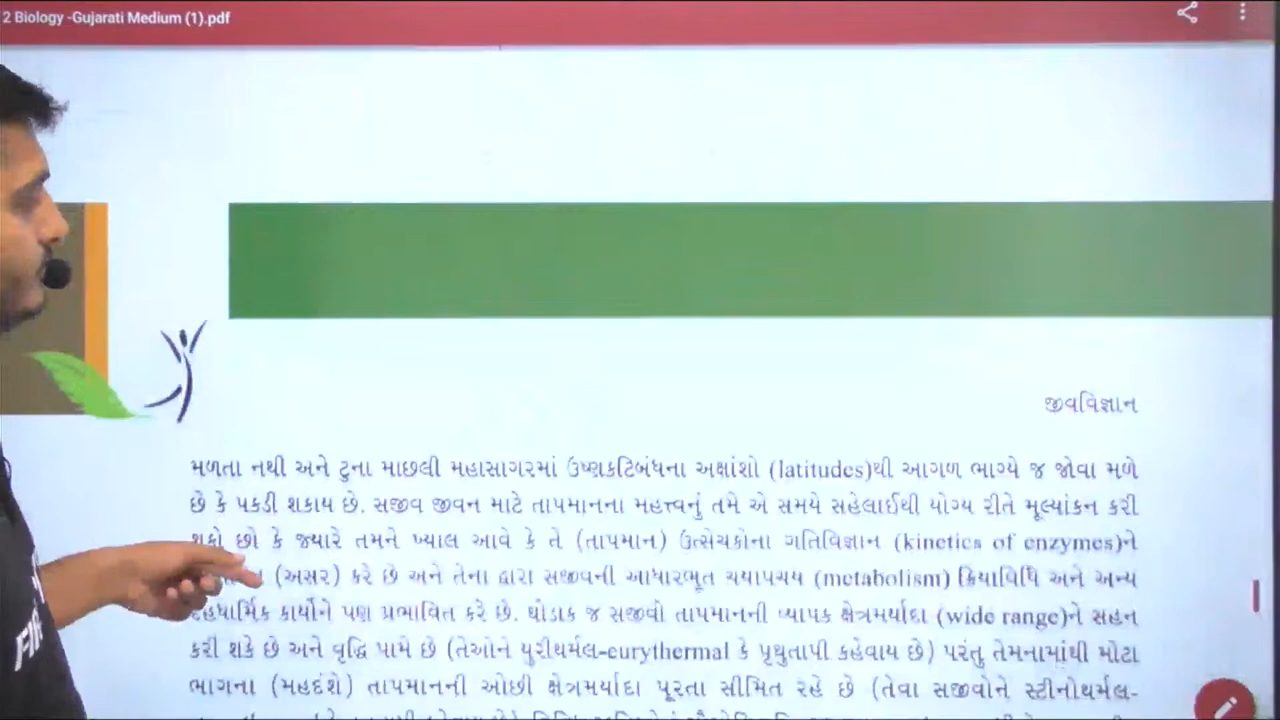 2 Biology -Gujarati Medium (1).pdf
જીવવિજ્ઞાન
મળતા નથી અને ટુના માછલી મહાસાગરમાં ઉષ્ણકટિબંધના અક્ષાંશો (latitudes)થી આગળ ભાગ્યે જ જોવા મળે
છે કે પકડી શકાય છે. સજીવ જીવન માટે તાપમાનના મહત્ત્વનું તમે એ સમયે સહેલાઈથી યોગ્ય રીતે મૂલ્યાંકન કરી
શકો છો કે જ્યારે તમને ખ્યાલ આવે કે તે (તાપમાન) ઉત્સેચકોના ગતિવિજ્ઞાન (kinetics of enzymes)ને
(અસર) કરે છે અને તેના દ્વારા સજીવની આધારભૂત ચયાપચય (metabolism) ક્રિયાવિધિ અને અન્ય
દેહધાર્મિક કાર્યોને પણ પ્રભાવિત કરે છે. થોડાક જ સજીવો તાપમાનની વ્યાપક ક્ષેત્રમર્યાદા (wide range)ને સહન
કરી શકે છે અને વૃદ્ધિ પામે છે (તેઓને યુરીથર્મલ-eurythermal કે પૃથુતાપી કહેવાય છે) પરંતુ તેમનામાંથી મોટા
ભાગના (મહદંશે) તાપમાનની ઓછી ક્ષેત્રમર્યાદા પૂરતા સીમિત રહે છે (તેવા સજીવોને સ્ટીનોથર્મલ-